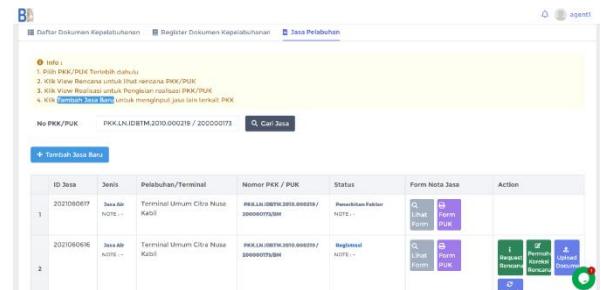 agent1
Daftar Dokumen Kepelabuhanan Register Dokumen Kepelabuhanan Jasa Pelabuhan
Info :
1. Pilih PKK/PUK Terlebih dahulu
2. Klik View Rencana untuk lihat rencana PKK/PUK
3. Klik View Realisasi untuk Pengisian realisasi PKK/PUK
4. Klik Tambah Jasa Baru untuk menginput jasa lain terkait PKK
No PKK/PUK PKK.LN.IDBTM.2010.000219 / 200000173 Cari Jasa
+ Tambah Jasa Baru
ID Jasa Jenis Pelabuhan/Terminal Nomor PKK / PUK Status Form Nota Jasa Action
1 2021080617 Jasa Air Terminal Umum Citra Nusa PKK.LN.IDBTM.2010.000219 / Penerbitan Faktur
NOTE : - Kabil 200000173/BM NOTE : -
Lihat Form Form PUK
2 2021080616 Jasa Air Terminal Umum Citra Nusa PKK.LN.IDBTM.2010.000219 / Registrasi
NOTE : - Kabil 200000173/BM NOTE : -
Lihat Form Form PUK
Request Rencana Koreksi Rencana Upload